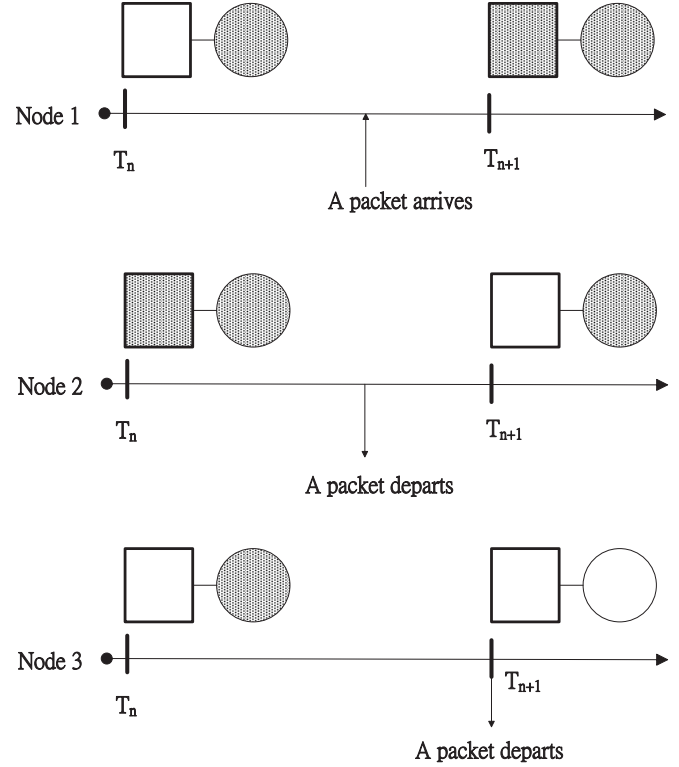 Node 1
Tn
Tn+1
A packet arrives
Node 2
Tn
Tn+1
A packet departs
Node 3
Tn
Tn+1
A packet departs